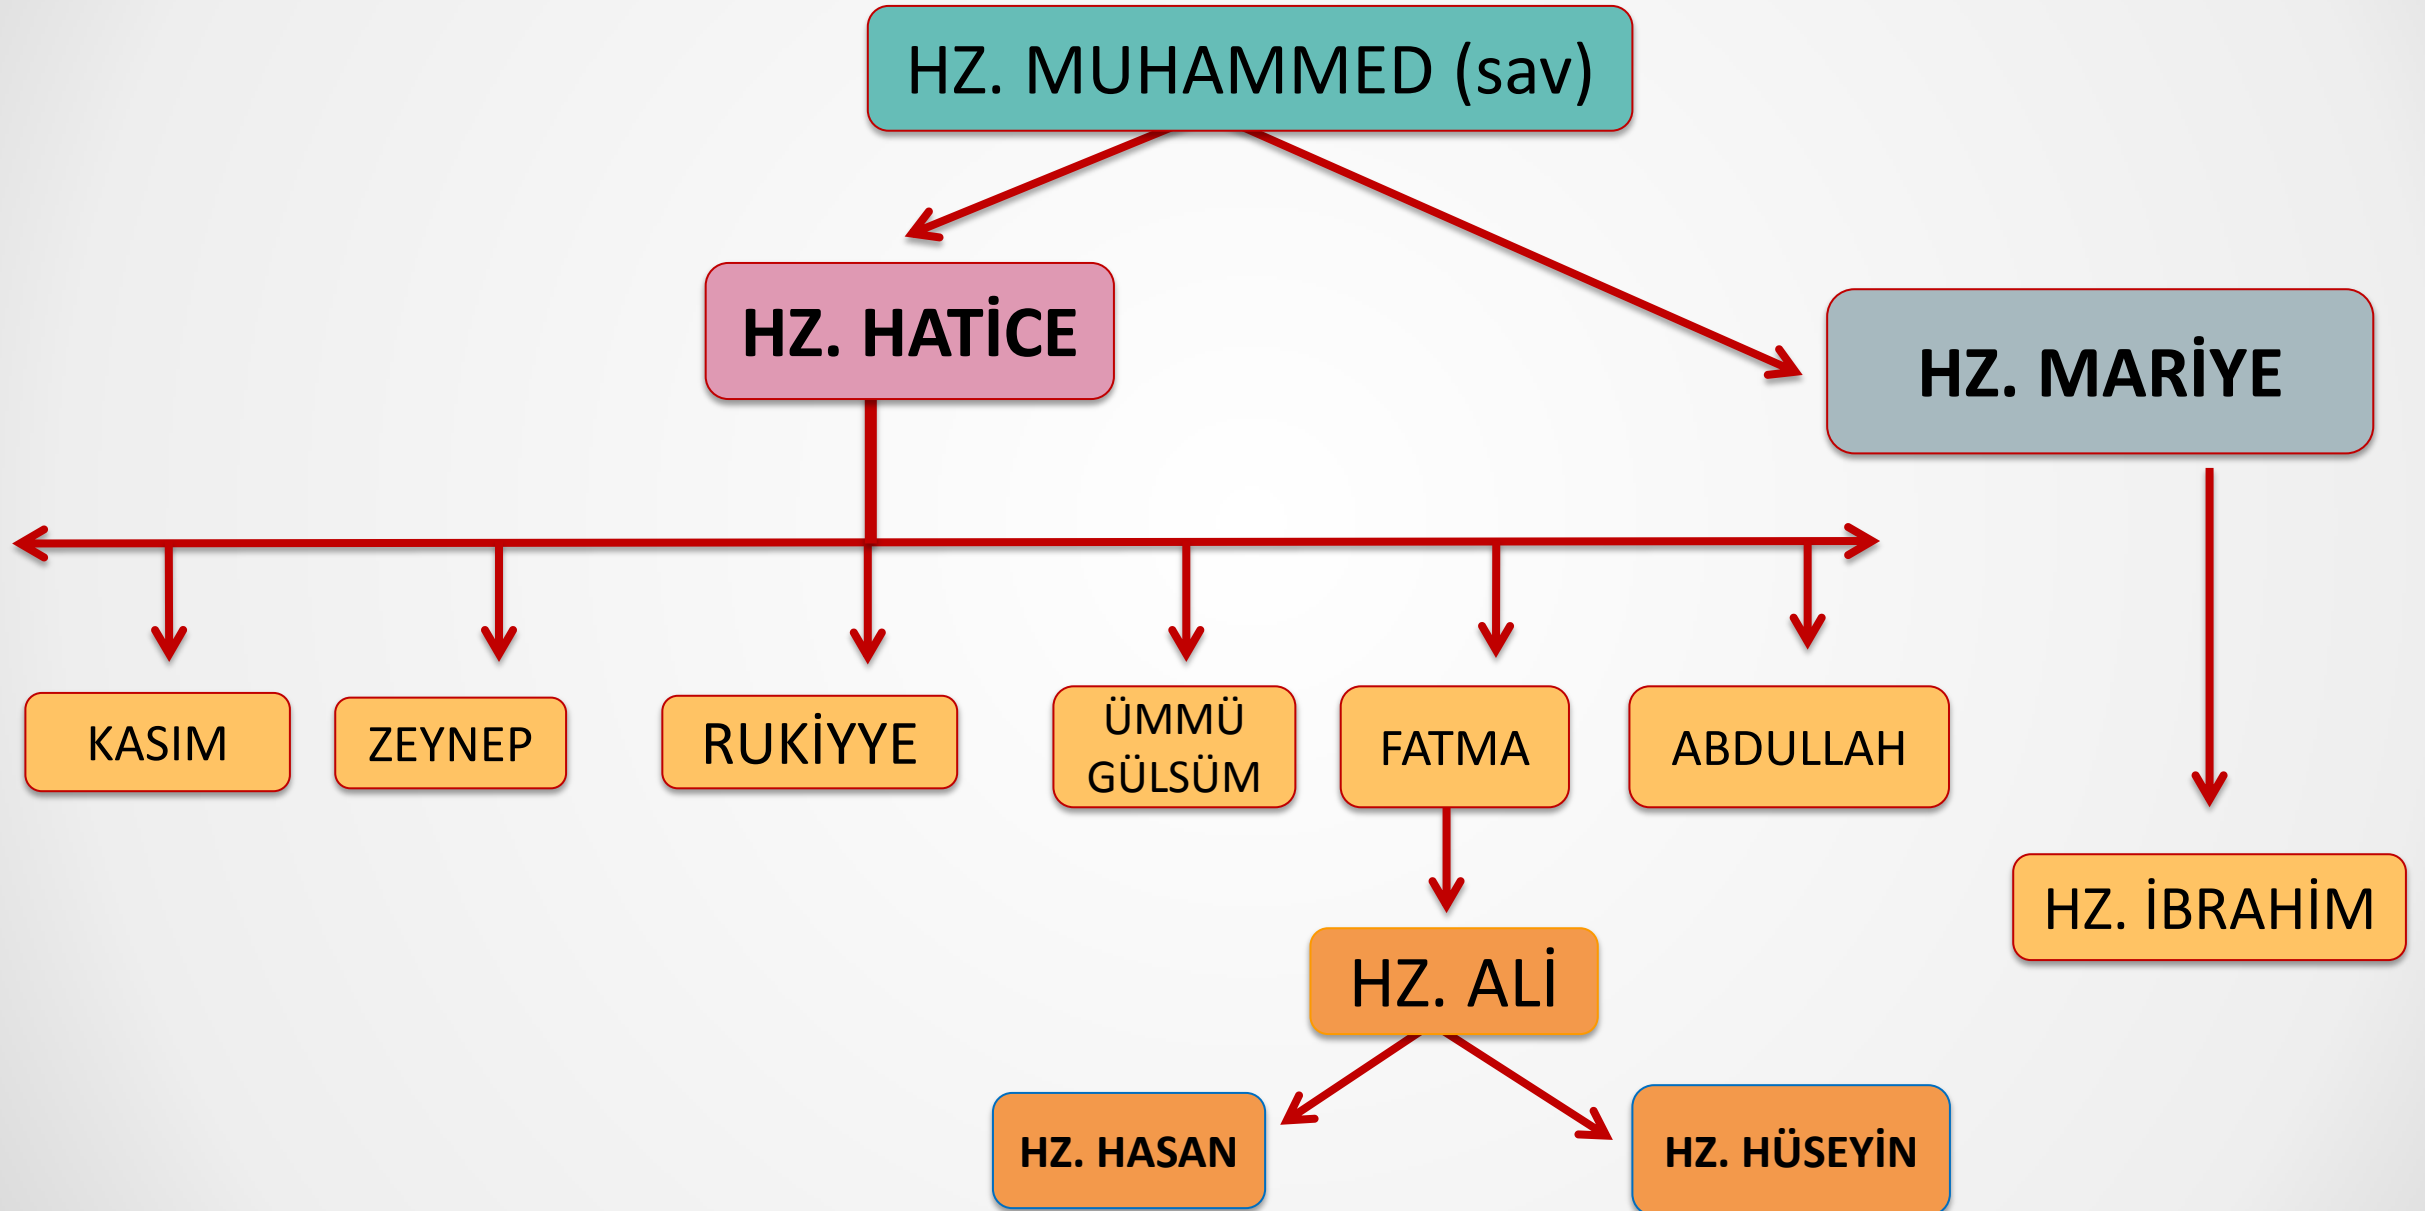 HZ. MUHAMMED (sav)
HZ. HATİCE
HZ. MARİYE
KASIM
ZEYNEP
RUKİYYE
ÜMMÜ
GÜLSÜM
FATMA
ABDULLAH
HZ. İBRAHİM
HZ. ALİ
HZ. HASAN
HZ. HÜSEYİN